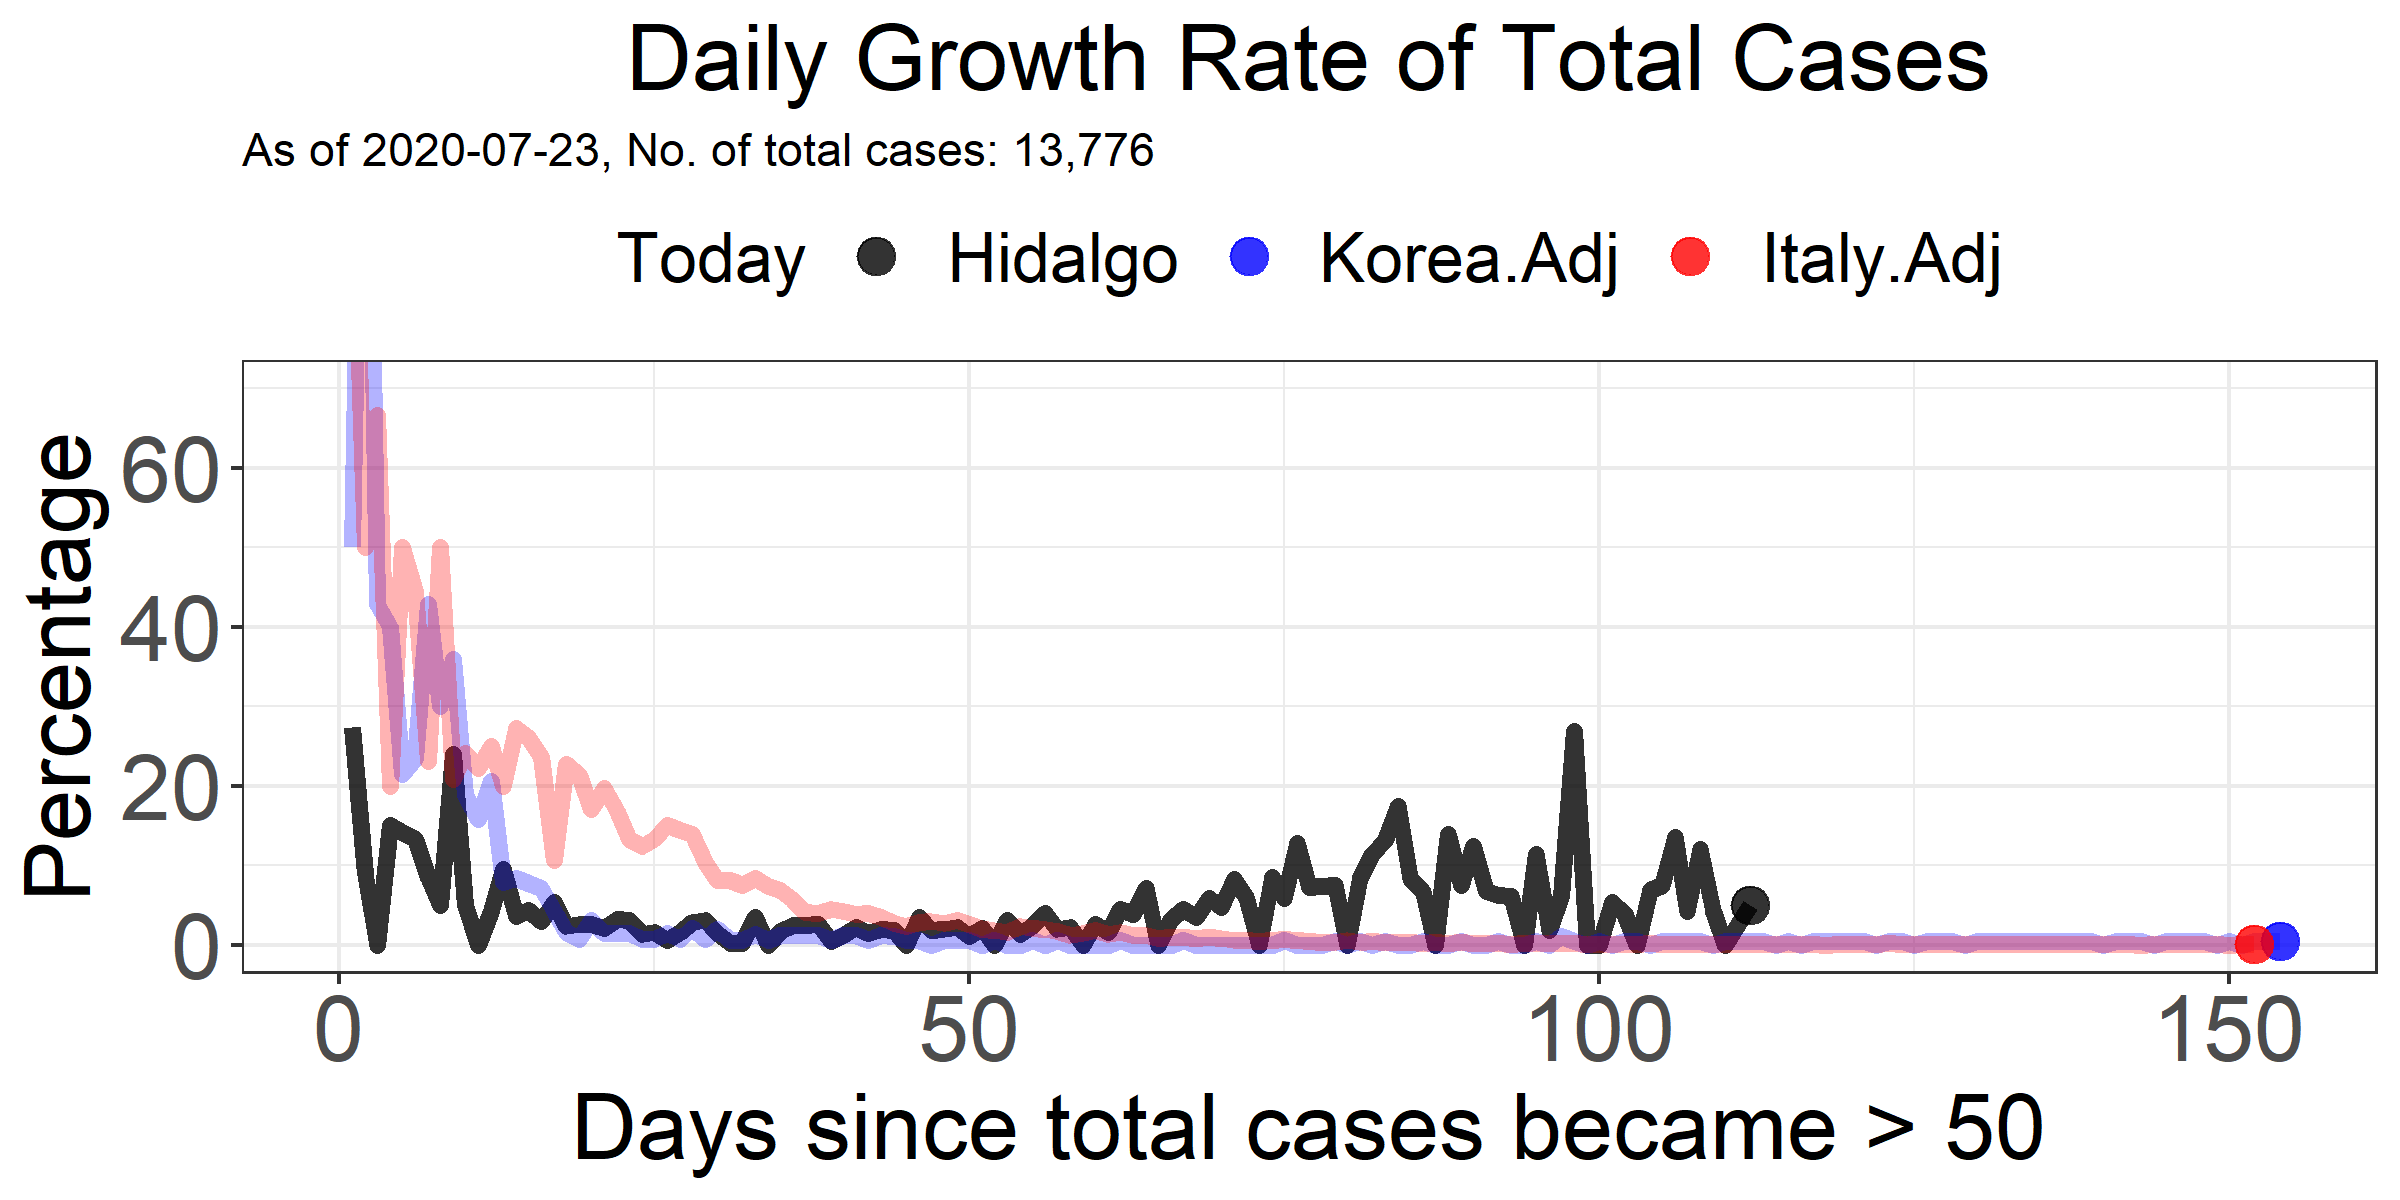 Daily Growth Rate of Total Cases
As of 2020-07-23, No. of total cases: 13,776
Today Hidalgo Korea.Adj Italy.Adj
Percentage
60
40
20
0
0 50 100 150
Days since total cases became > 50